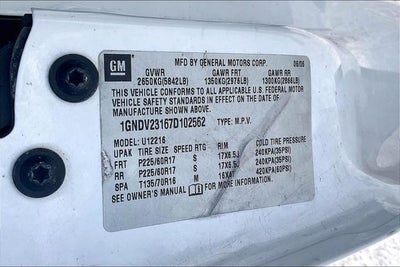 GM
MFD BY GENERAL MOTORS CORP. 09/06
GVWR GAWR FRT GAWR RR
2650KG(5842LB) 1350KG(2976LB) 1300KG(2866LB)
THIS VEHICLE CONFORMS TO ALL APPLICABLE U.S. FEDERAL MOTOR
VEHICLE SAFETY STANDARDS IN EFFECT ON THE DATE OF
MANUFACTURE SHOWN ABOVE.
1GNDV23167D102562 TYPE: M.P.V.
MODEL: U12216
UPAK TIRE SIZE SPEED RTG RIM COLD TIRE PRESSURE
FRT P225/60R17 S 17X6.5J 240KPA(35PSI)
RR P225/60R17 S 17X6.5J 240KPA(35PSI)
SPA T135/70R16 M 16X4T 420KPA(60PSI)
SEE OWNER'S MANUAL FOR MORE INFORMATION.